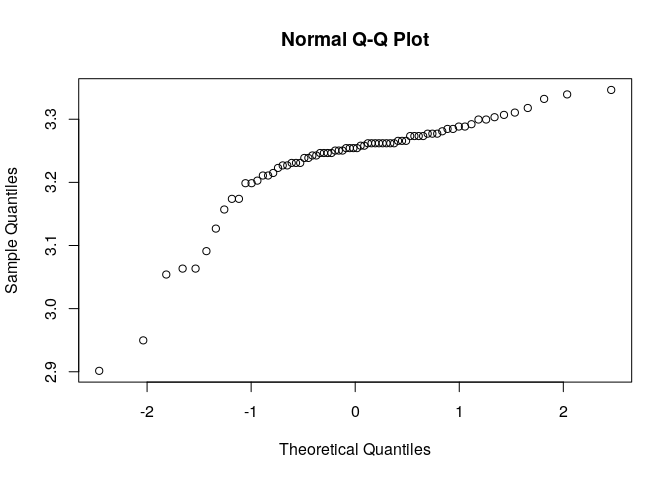 Normal Q-Q Plot
Sample Quantiles
3.3
3.2
3.1
3.0
2.9
-2 -1 0 1 2
Theoretical Quantiles